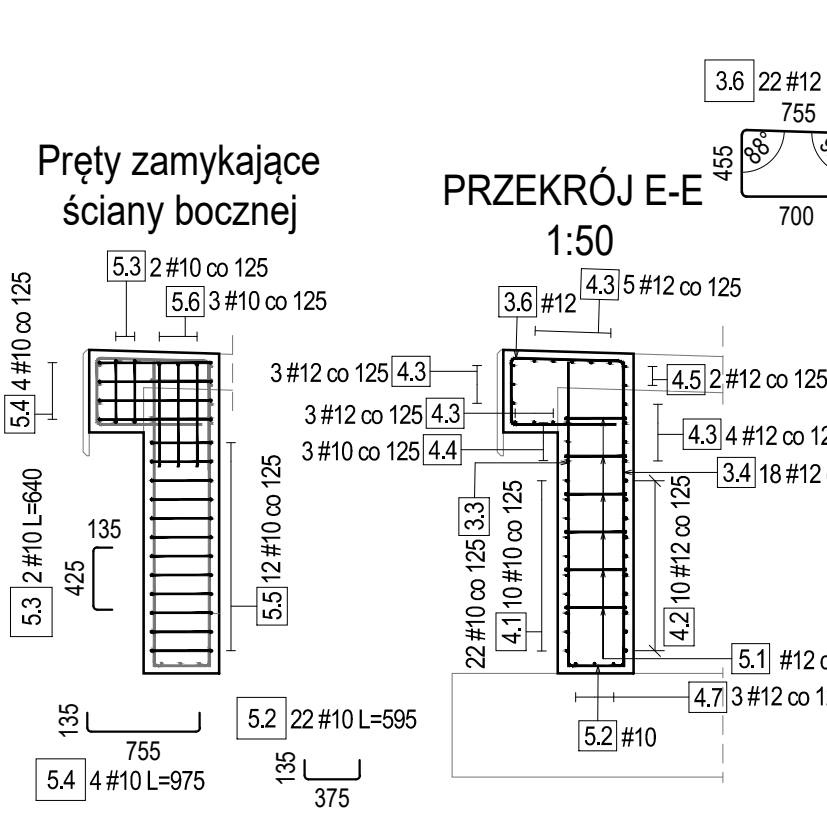 3.6 22 #12
755
455
88°
700
Pręty zamykające
ściany bocznej
PRZEKRÓJ E-E
1:50
5.3 2 #10 co 125
5.6 3 #10 co 125
5.4 4 #10 co 125
5.5 12 #10 co 125
5.3 2 #10 L=640
135
425
135
755
5.4 4 #10 L=975
5.2 22 #10 L=595
135
375
3.6 #12
4.3 5 #12 co 125
3 #12 co 125 4.3
3 #12 co 125 4.3
3 #10 co 125 4.4
4.5 2 #12 co 125
4.3 4 #12 co
3.4 18 #12
22 #10 co 125 3.3
4.1 10 #10 co 125
4.2 10 #12 co 125
5.1 #12
4.7 3 #12 co
5.2 #10